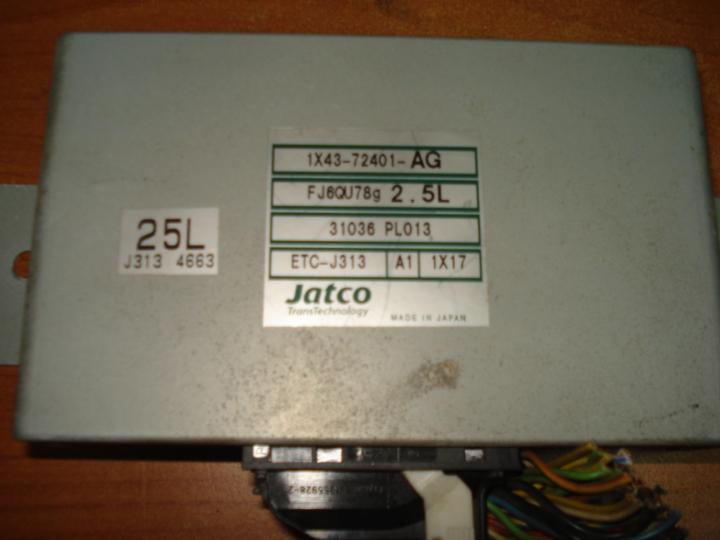 1X43-72401-AG
FJ6QU78g 2.5L
31036 PL013
ETC-J313 A1 1X17
Jatco
TransTechnology
MADE IN JAPAN
25L
J313 4663